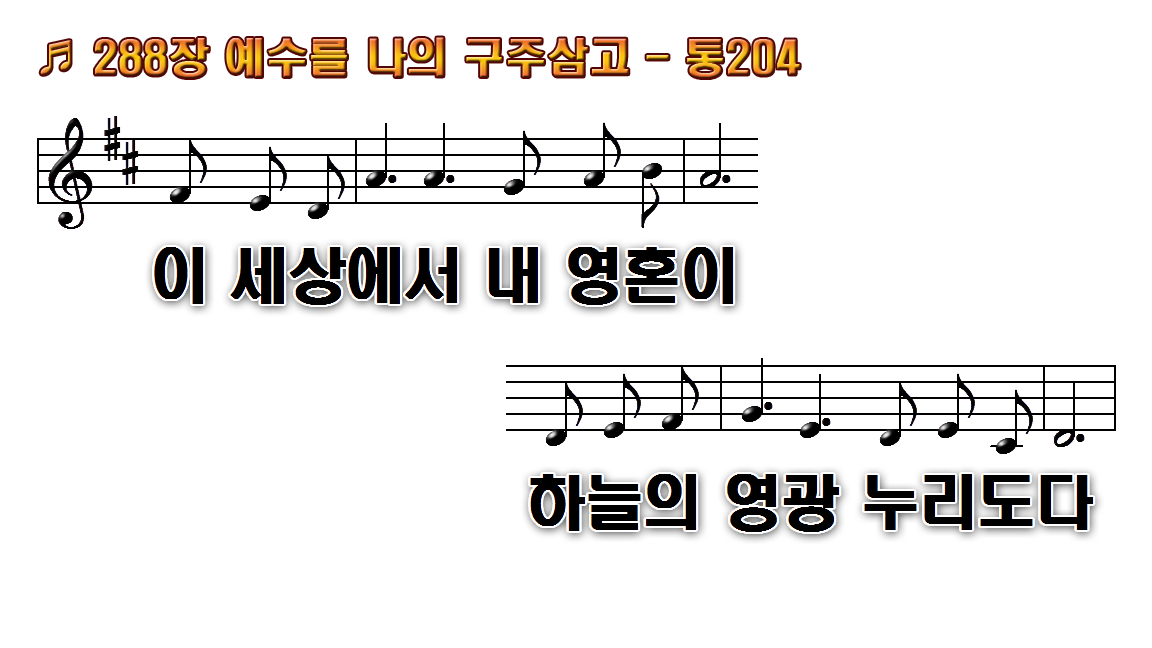 ♬ 288장 예수를 나의 구주삼고 - 통204
이 세상에서 내 영혼이
하늘의 영광 누리도다